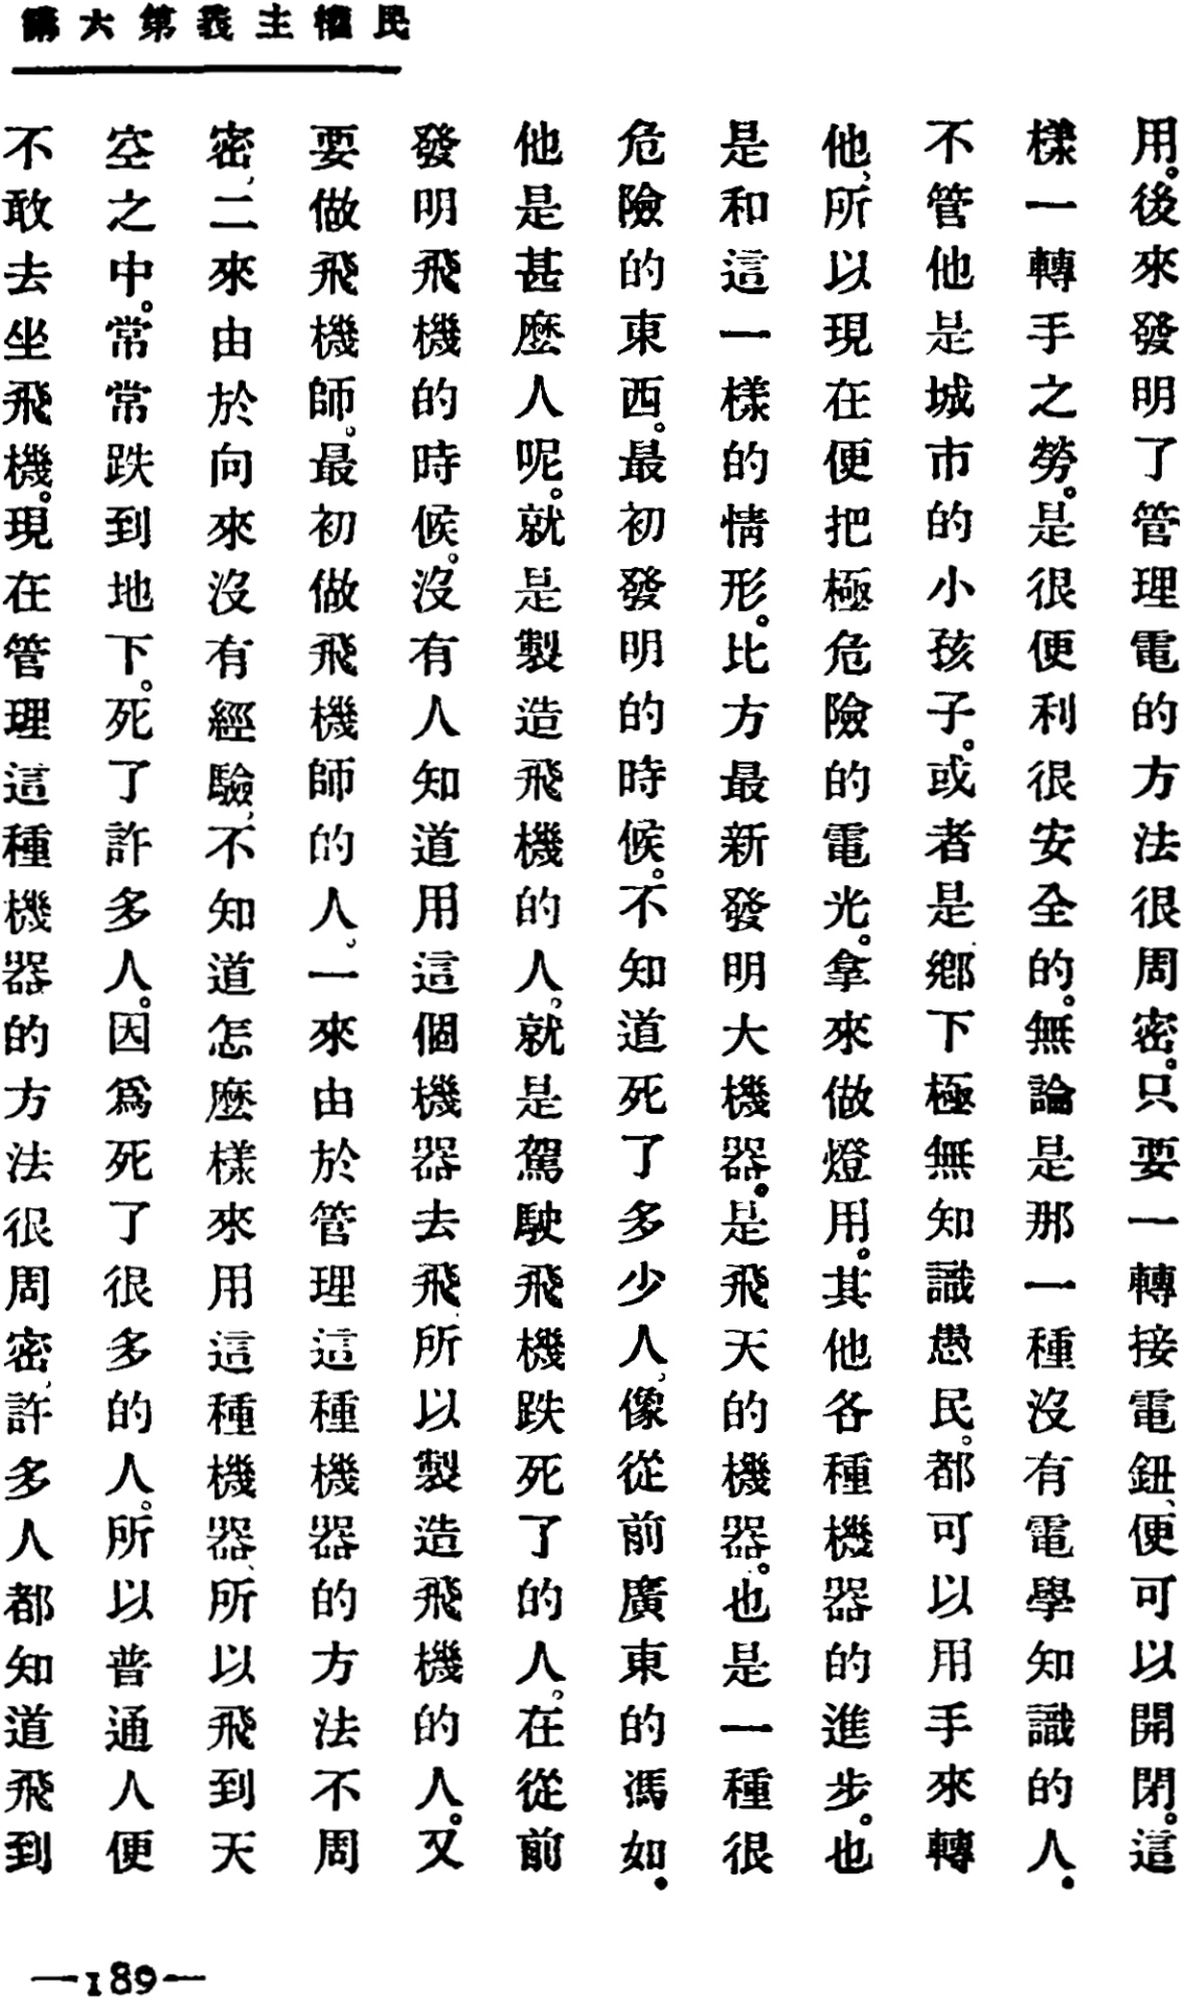 民權主義第六講
用。後來發明了管理電的方法很周密。只要一轉接電鈕、便可以開閉。這
樣一轉手之勞。是很便利很安全的。無論是那一種沒有電學知識的人。
不管他是城市的小孩子。或者是鄉下極無知識愚民。都可以用手來轉
他、所以現在便把極危險的電光。拿來做燈用。其他各種機器的進步。也
是和這一樣的情形。比方最新發明大機器。是飛天的機器。也是一種很
危險的東西。最初發明的時候。不知道死了多少人、像從前廣東的馮如。
他是甚麼人呢。就是製造飛機的人。就是駕駛飛機跌死了的人。在從前
發明飛機的時候。沒有人知道用這個機器去飛所以製造飛機的人。又
要做飛機師。最初做飛機師的人、一來由於管理這種機器的方法不周
密、二來由於向來沒有經驗、不知道怎麼樣來用這種機器、所以飛到天
空之中。常常跌到地下。死了許多人。因爲死了很多的人。所以普通人便
不敢去坐飛機。現在管理這種機器的方法很周密、許多人都知道飛到
—189—